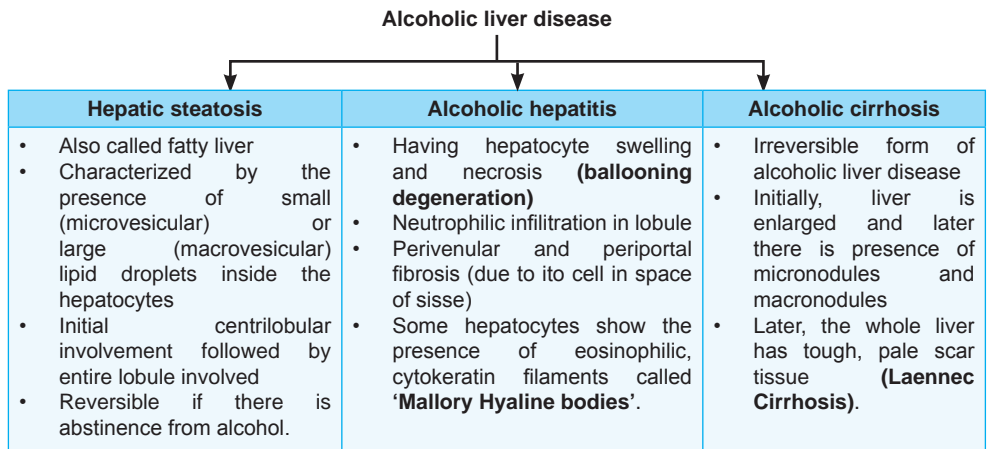 Alcoholic liver disease
Hepatic steatosis
• Also called fatty liver
• Characterized by the
presence of small
(microvesicular) or
large (macrovesicular)
lipid droplets inside the
hepatocytes
• Initial centrilobular
involvement followed by
entire lobule involved
• Reversible if there is
abstinence from alcohol.
Alcoholic hepatitis
• Having hepatocyte swelling
and necrosis (ballooning
degeneration)
• Neutrophilic infilitration in lobule
• Perivenular and periportal
fibrosis (due to ito cell in space
of sisse)
• Some hepatocytes show the
presence of eosinophilic,
cytokeratin filaments called
‘Mallory Hyaline bodies’.
Alcoholic cirrhosis
• Irreversible form of
alcoholic liver disease
• Initially, liver is
enlarged and later
there is presence of
micronodules and
macronodules
• Later, the whole liver
has tough, pale scar
tissue (Laennec
Cirrhosis).